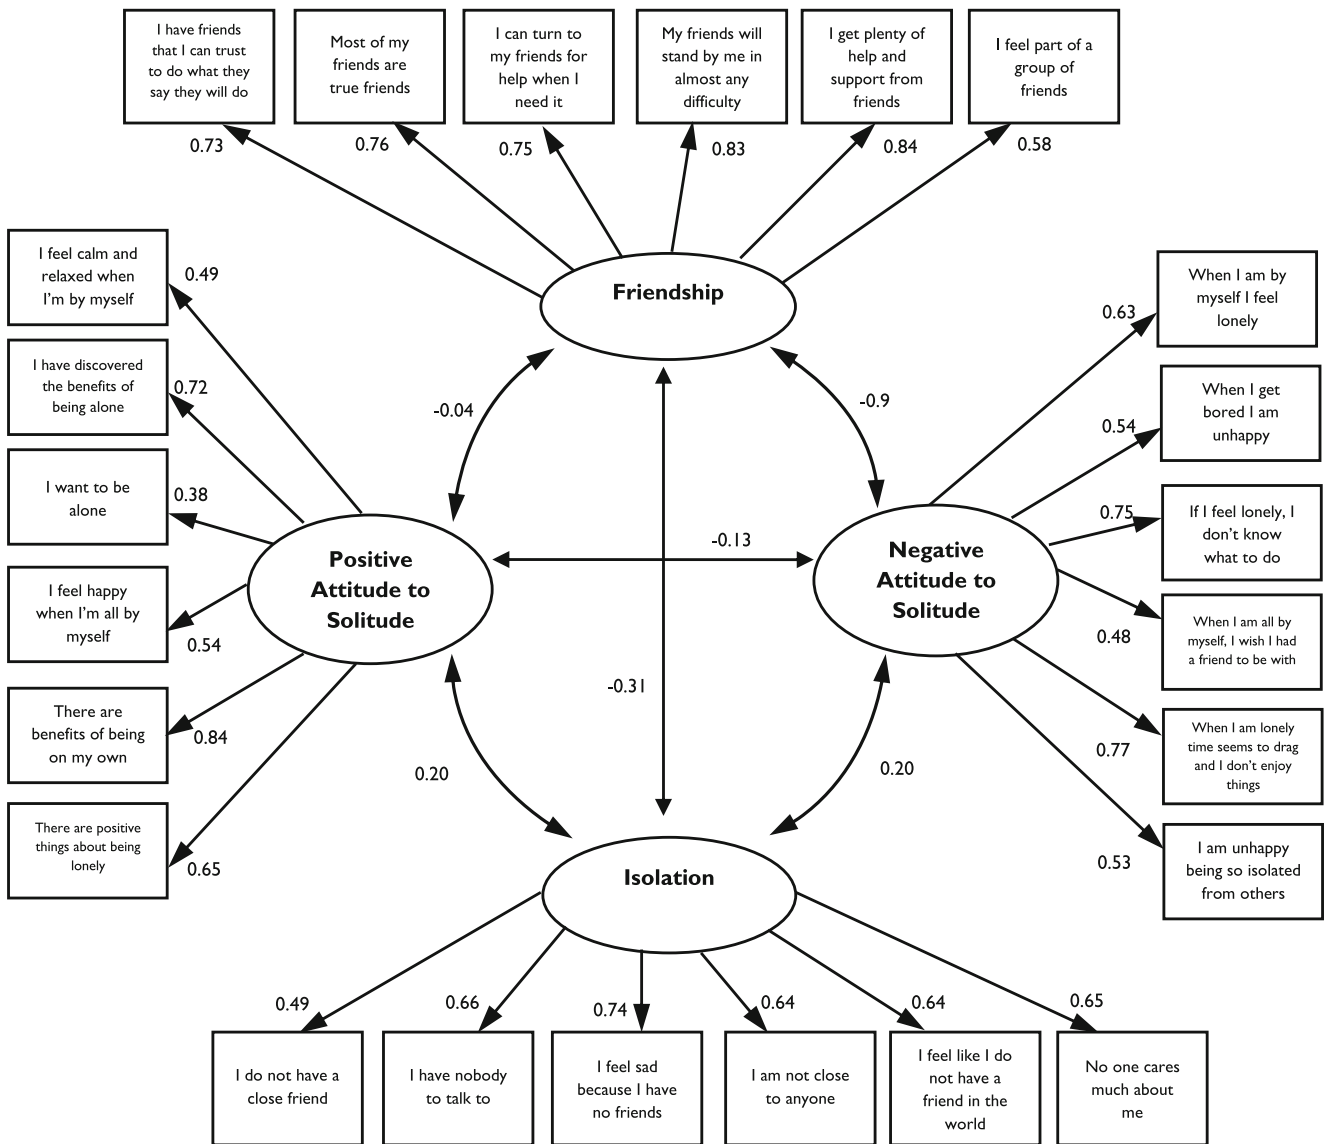 I have friends
that I can trust
to do what they
say they will do
Most of my
friends are
true friends
I can turn to
my friends for
help when I
need it
My friends will
stand by me in
almost any
difficulty
I get plenty of
help and
support from
friends
I feel part of a
group of
friends
0.73
0.76
0.75
0.83
0.84
0.58
Friendship
I feel calm and
relaxed when
I'm by myself
0.49
I have discovered
the benefits of
being alone
0.72
I want to be
alone
0.38
I feel happy
when I'm all by
myself
0.54
There are
benefits of being
on my own
0.84
There are positive
things about being
lonely
0.65
Positive
Attitude to
Solitude
-0.04
-0.9
-0.13
-0.31
0.20
0.20
Negative
Attitude to
Solitude
0.63
When I am by
myself I feel
lonely
0.54
When I get
bored I am
unhappy
0.75
If I feel lonely, I
don't know
what to do
0.48
When I am all by
myself, I wish I had
a friend to be with
0.77
When I am lonely
time seems to drag
and I don't enjoy
things
0.53
I am unhappy
being so isolated
from others
Isolation
0.49
0.66
0.74
0.64
0.64
0.65
I do not have a
close friend
I have nobody
to talk to
I feel sad
because I have
no friends
I am not close
to anyone
I feel like I do
not have a
friend in the
world
No one cares
much about
me